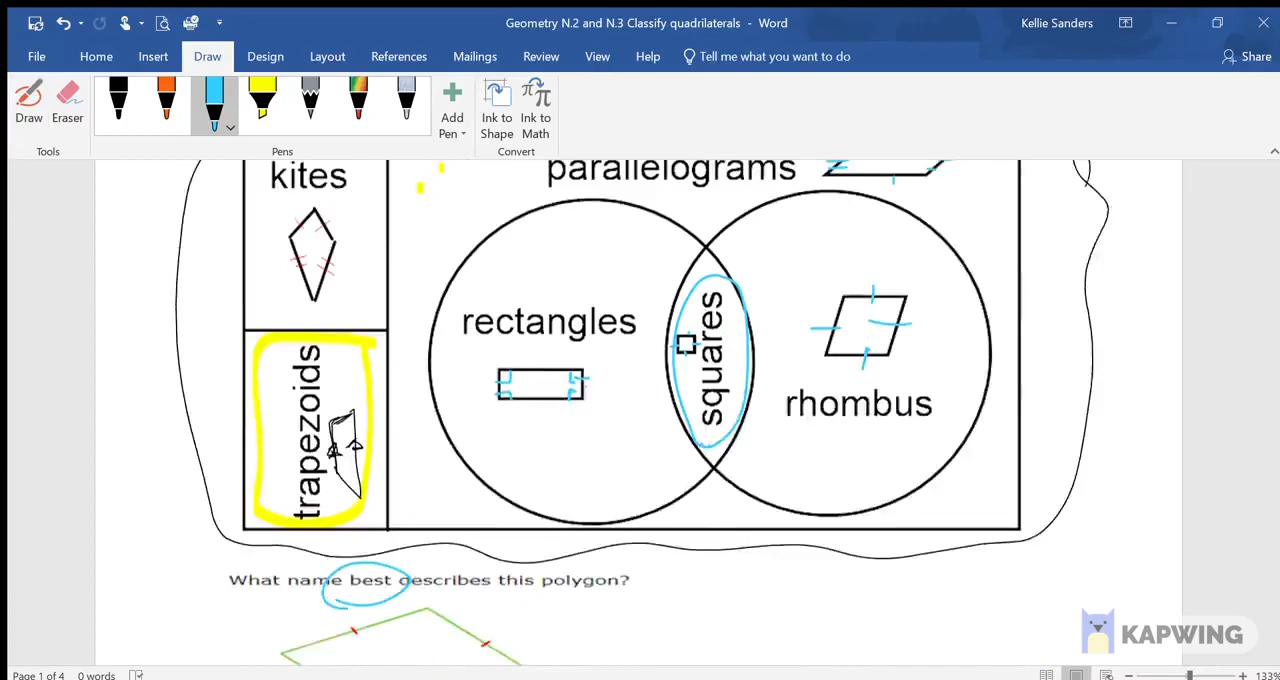 Geometry N.2 and N.3 Classify quadrilaterals - Word
Kellie Sanders
File Home Insert Draw Design Layout References Mailings Review View Help Tell me what you want to do
Share
Draw
Eraser
Add
Pen
Ink to
Shape
Ink to
Math
Tools
Pens
Convert
kites
parallelograms
rectangles
squares
rhombus
trapezoids
What name best describes this polygon?
KAPWING
Page 1 of 4 0 words
133%